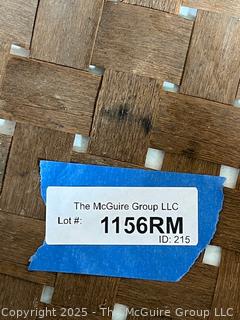 The McGuire Group LLC
Lot #: 1156RM
ID: 215
Copyright 2025 - The McGuire Group LLC